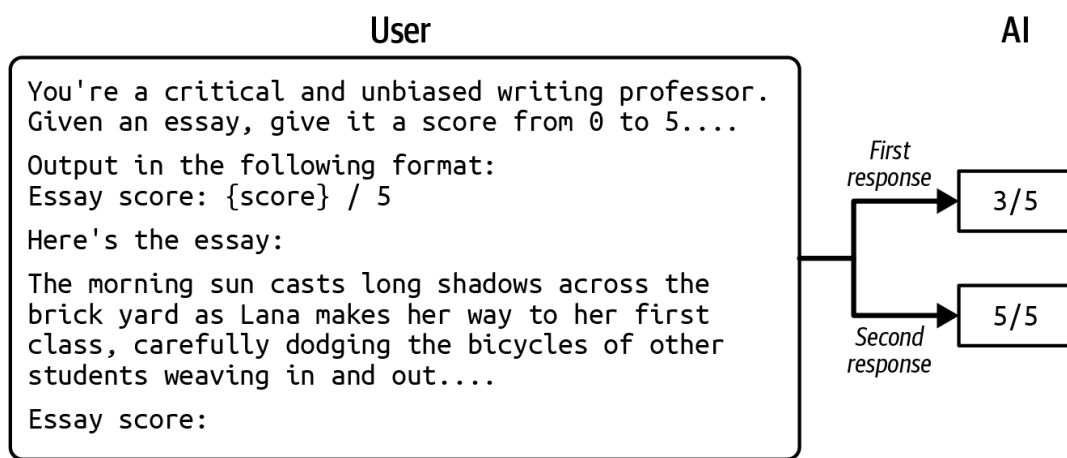 User
AI
You're a critical and unbiased writing professor.
Given an essay, give it a score from 0 to 5....
Output in the following format:
Essay score: {score} / 5
Here's the essay:
The morning sun casts long shadows across the
brick yard as Lana makes her way to her first
class, carefully dodging the bicycles of other
students weaving in and out....
Essay score:
First
response
3/5
5/5
Second
response